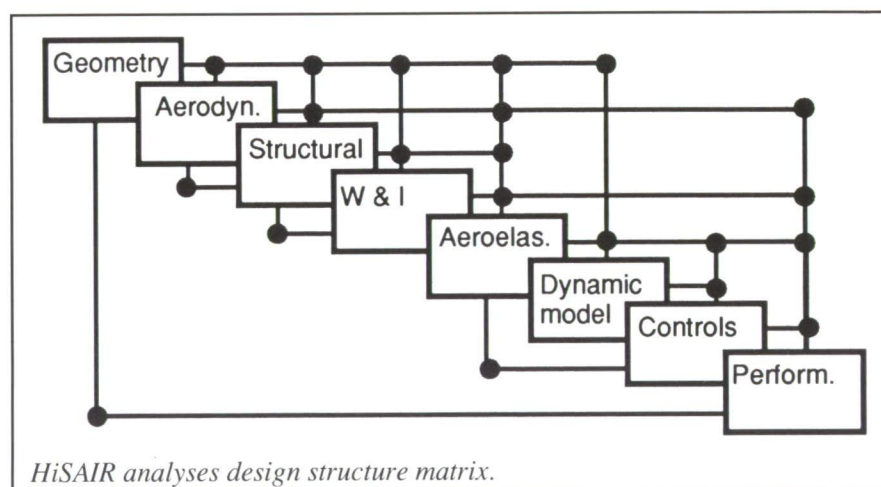 Geometry
Aerodyn.
Structural
W & I
Aeroelas.
Dynamic
model
Controls
Perform.
HiSAIR analyses design structure matrix.